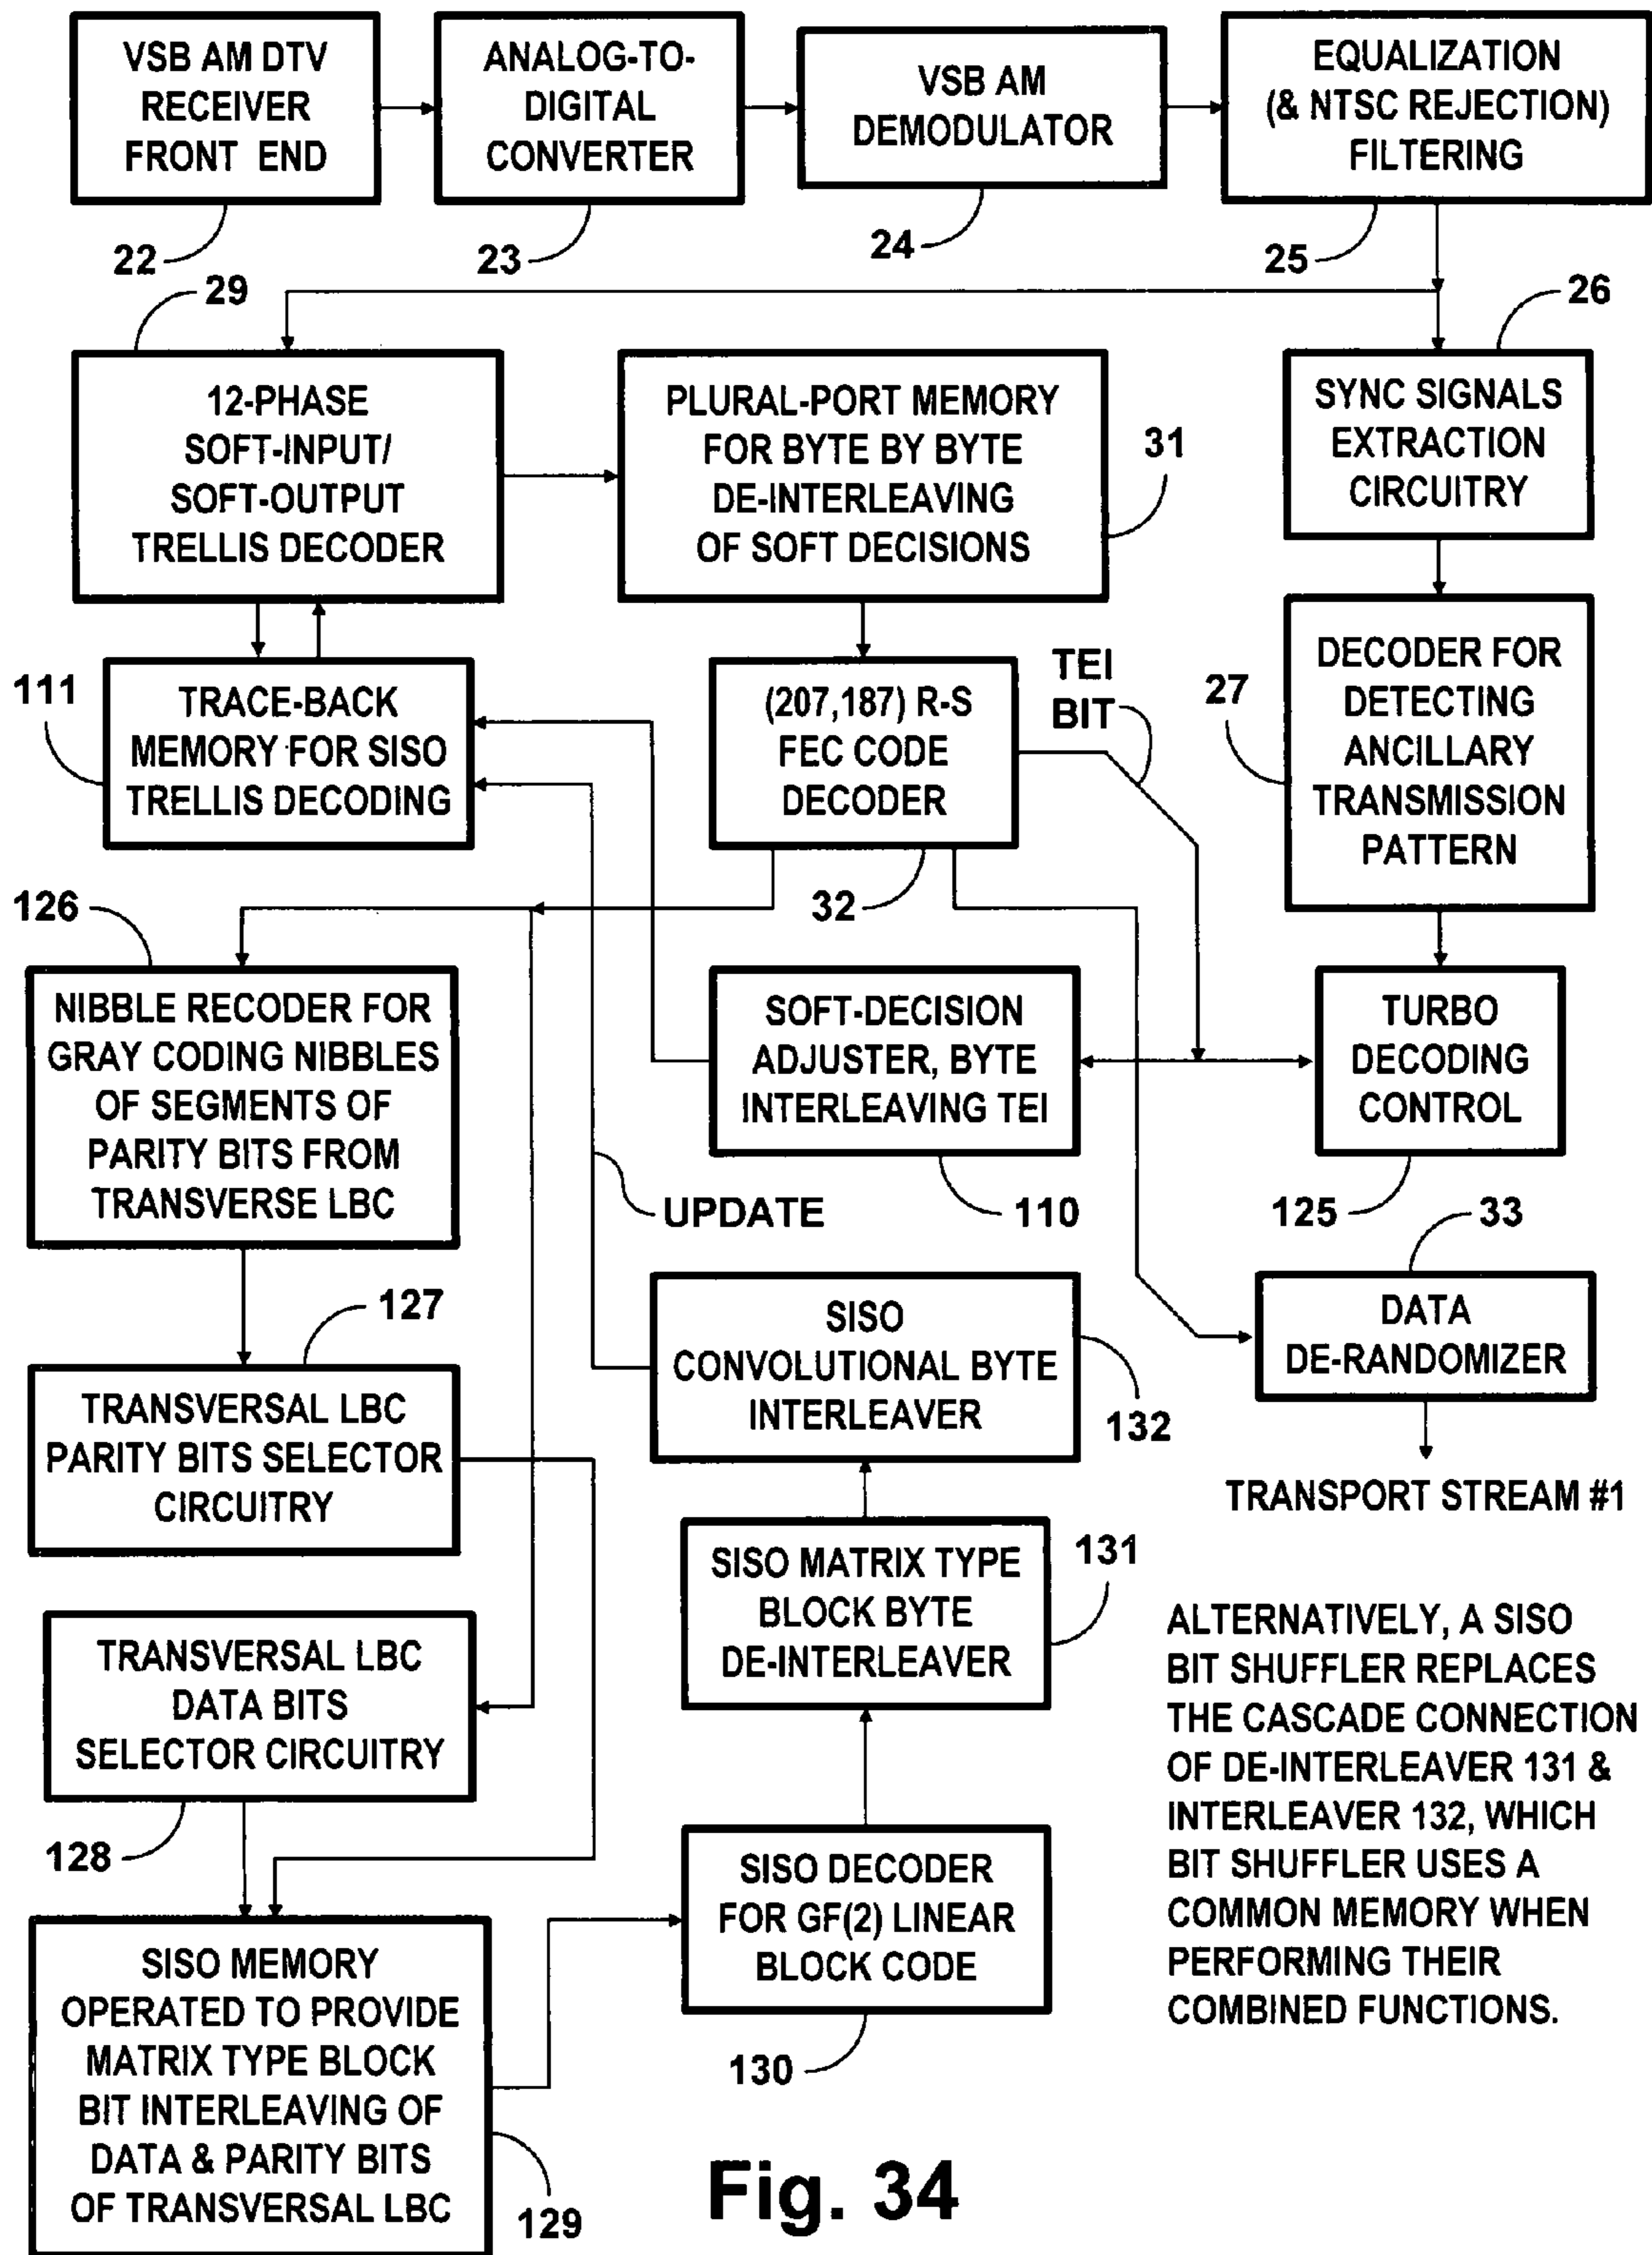 VSB AM DTV
RECEIVER
FRONT END
22
ANALOG-TO-
DIGITAL
CONVERTER
23
VSB AM
DEMODULATOR
24
EQUALIZATION
(& NTSC REJECTION)
FILTERING
25
29
12-PHASE
SOFT-INPUT/
SOFT-OUTPUT
TRELLIS DECODER
PLURAL-PORT MEMORY
FOR BYTE BY BYTE
DE-INTERLEAVING
OF SOFT DECISIONS
31
26
SYNC SIGNALS
EXTRACTION
CIRCUITRY
111
TRACE-BACK
MEMORY FOR SISO
TRELLIS DECODING
(207,187) R-S
FEC CODE
DECODER
32
TEI
BIT
27
DECODER FOR
DETECTING
ANCILLARY
TRANSMISSION
PATTERN
126
NIBBLE RECODER FOR
GRAY CODING NIBBLES
OF SEGMENTS OF
PARITY BITS FROM
TRANSVERSE LBC
SOFT-DECISION
ADJUSTER, BYTE
INTERLEAVING TEI
110
UPDATE
TURBO
DECODING
CONTROL
125
33
DATA
DE-RANDOMIZER
TRANSPORT STREAM #1
127
TRANSVERSAL LBC
PARITY BITS SELECTOR
CIRCUITRY
SISO
CONVOLUTIONAL BYTE
INTERLEAVER
132
SISO MATRIX TYPE
BLOCK BYTE
DE-INTERLEAVER
131
TRANSVERSAL LBC
DATA BITS
SELECTOR CIRCUITRY
128
SISO DECODER
FOR GF(2) LINEAR
BLOCK CODE
130
SISO MEMORY
OPERATED TO PROVIDE
MATRIX TYPE BLOCK
BIT INTERLEAVING OF
DATA & PARITY BITS
OF TRANSVERSAL LBC
129
ALTERNATIVELY, A SISO
BIT SHUFFLER REPLACES
THE CASCADE CONNECTION
OF DE-INTERLEAVER 131 &
INTERLEAVER 132, WHICH
BIT SHUFFLER USES A
COMMON MEMORY WHEN
PERFORMING THEIR
COMBINED FUNCTIONS.
Fig. 34